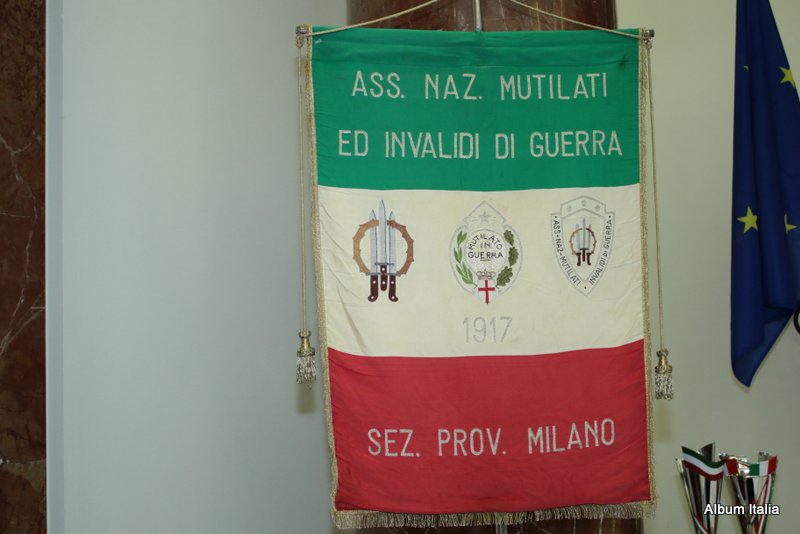 ASS. NAZ. MUTILATI
ED INVALIDI DI GUERRA
MUTILATO
IN
GUERRA
ASS·NAZ·MUTILATI·
INVALIDI DI GUERRA·
1917
SEZ. PROV. MILANO
Album Italia